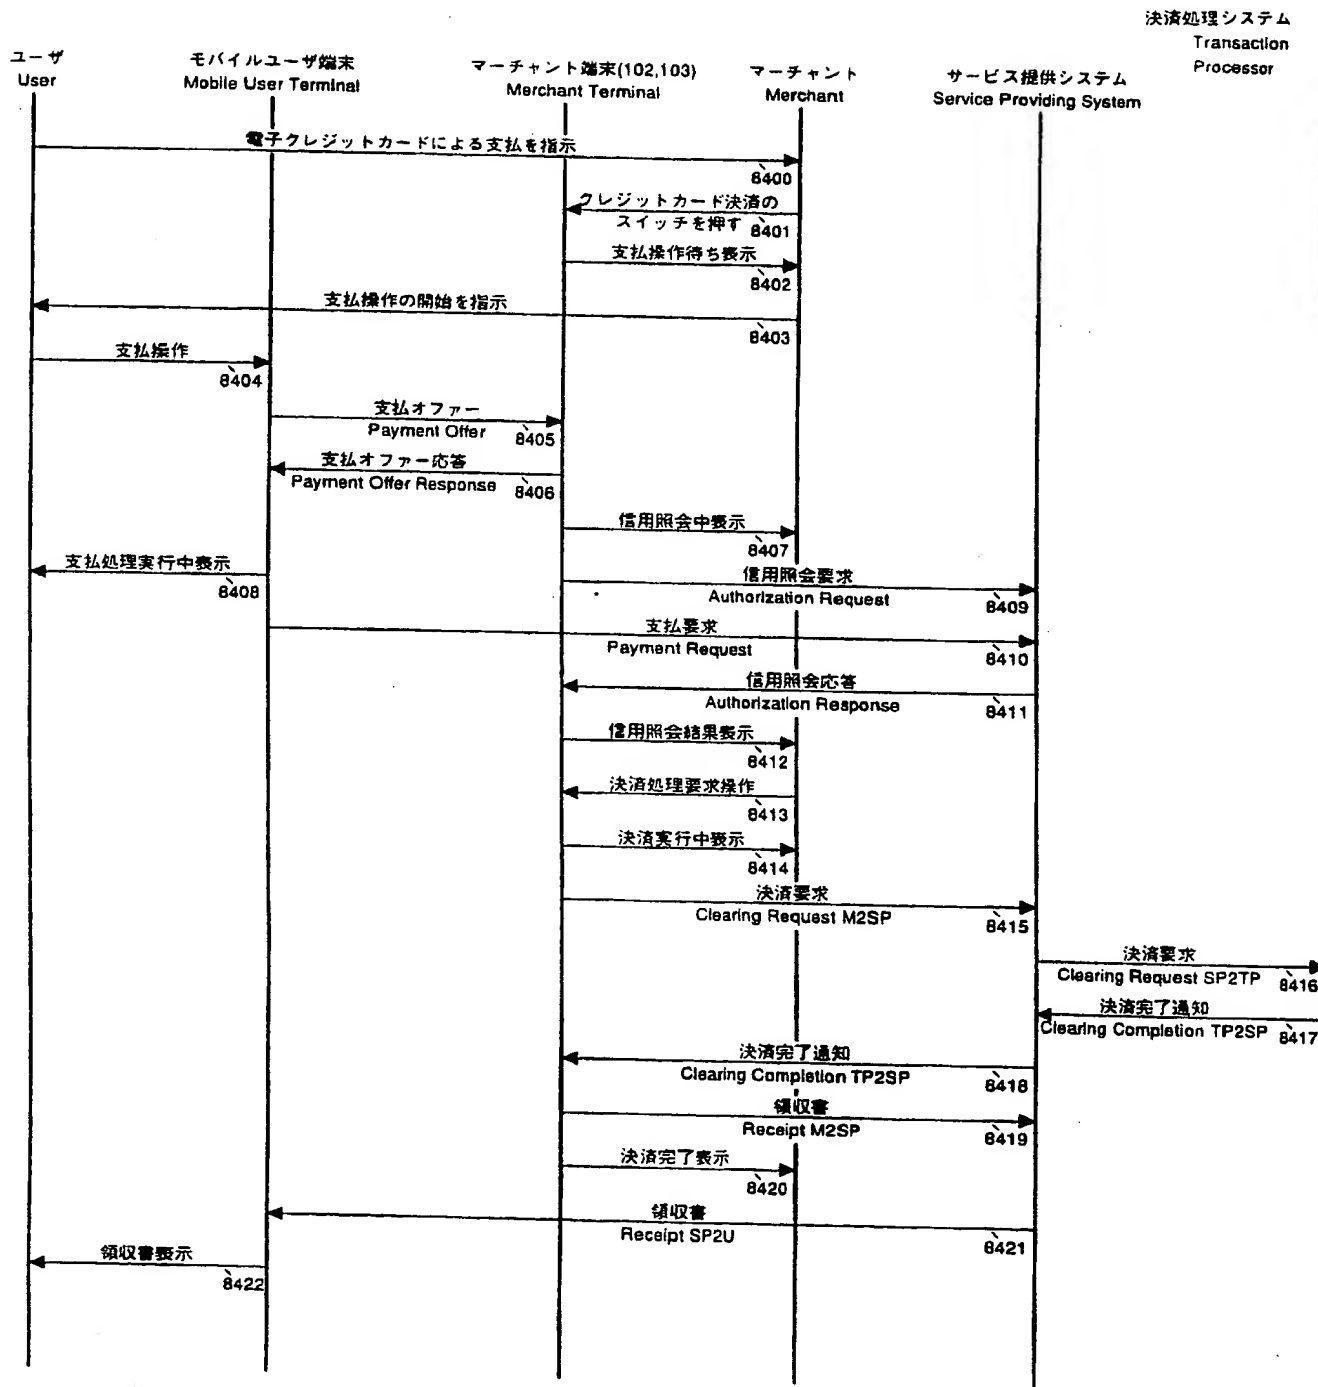 決済処理システム
Transaction
Processor
ユーザ
User
モバイルユーザ端末
Mobile User Terminal
マーチャント端末(102,103)
Merchant Terminal
マーチャント
Merchant
サービス提供システム
Service Providing System
電子クレジットカードによる支払を指示
8400
クレジットカード決済の
スイッチを押す
8401
支払操作待ち表示
8402
支払操作の開始を指示
8403
支払操作
8404
支払オファー
Payment Offer
8405
支払オファー応答
Payment Offer Response
8406
信用照会中表示
8407
支払処理実行中表示
8408
信用照会要求
Authorization Request
8409
支払要求
Payment Request
8410
信用照会応答
Authorization Response
8411
信用照会結果表示
8412
決済処理要求操作
8413
決済実行中表示
8414
決済要求
Clearing Request M2SP
8415
決済要求
Clearing Request SP2TP
8416
決済完了通知
Clearing Completion TP2SP
8417
決済完了通知
Clearing Completion TP2SP
8418
領収書
Receipt M2SP
8419
決済完了表示
8420
領収書
Receipt SP2U
8421
領収書表示
8422